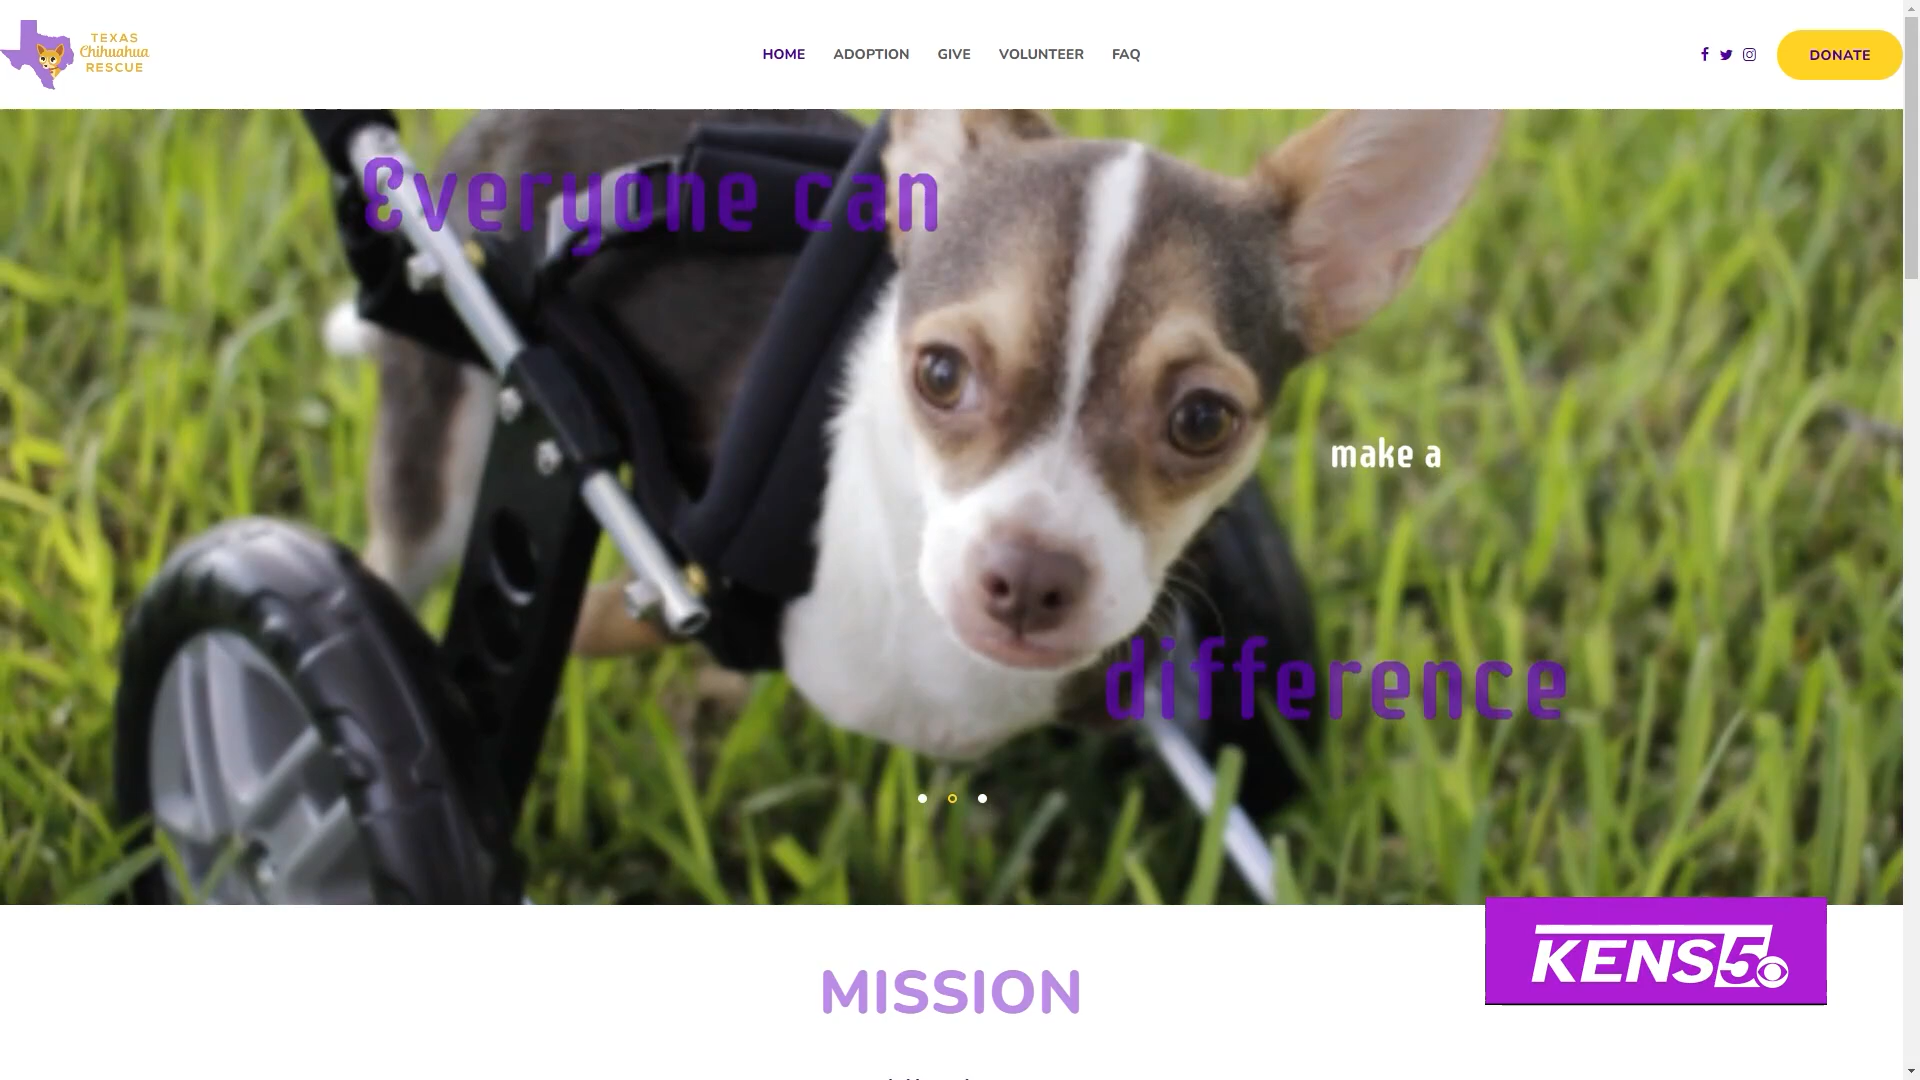 TEXAS
Chihuahua
RESCUE
HOME ADOPTION GIVE VOLUNTEER FAQ
DONATE
Everyone can
make a
difference
KENS5
MISSION